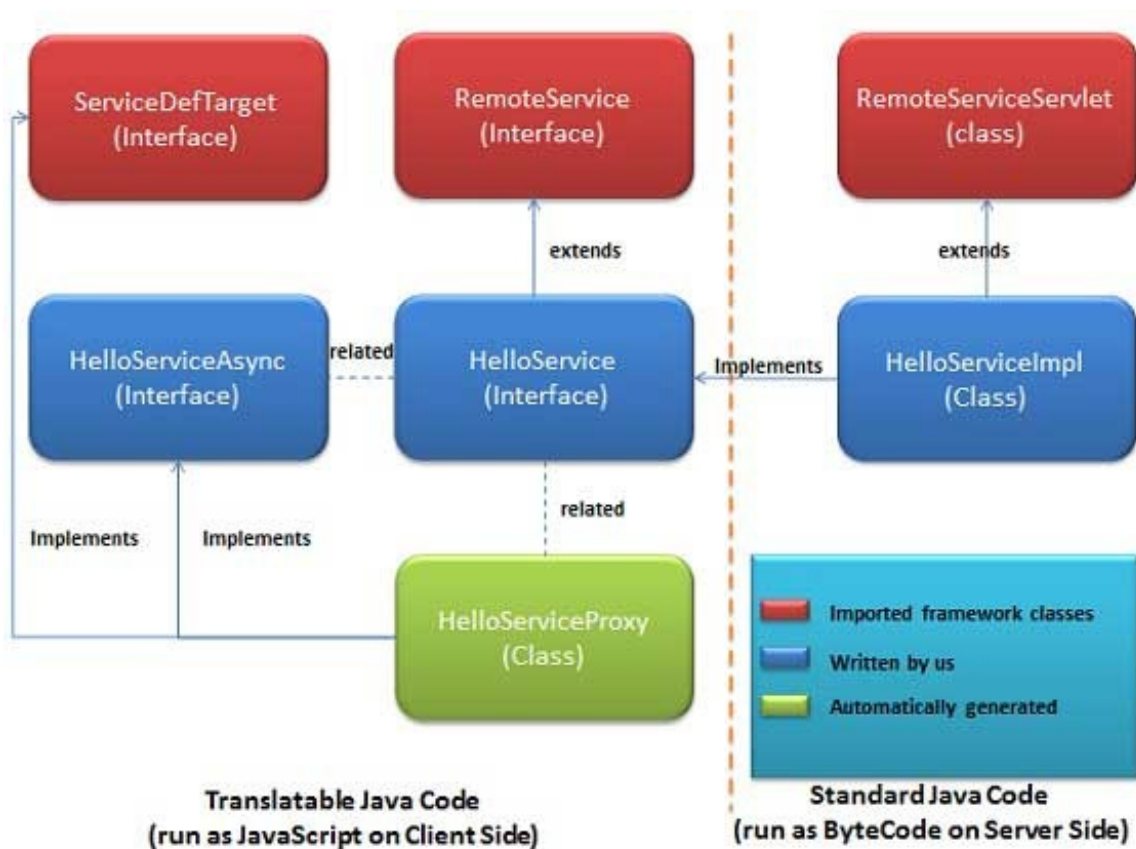 ServiceDefTarget
(Interface)
RemoteService
(Interface)
RemoteServiceServlet
(class)
extends
extends
HelloServiceAsync
(Interface)
related
HelloService
(Interface)
Implements
HelloServiceImpl
(Class)
related
Implements
Implements
HelloServiceProxy
(Class)
Imported framework classes
Written by us
Automatically generated
Translatable Java Code
(run as JavaScript on Client Side)
Standard Java Code
(run as ByteCode on Server Side)